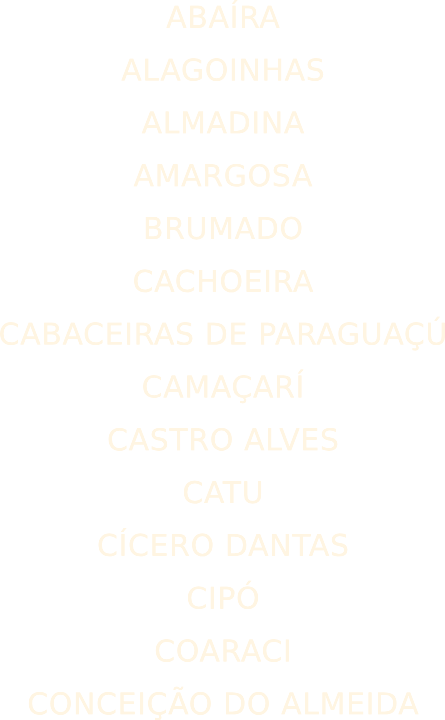 ABAÍRA
ALAGOINHAS
ALMADINA
AMARGOSA
BRUMADO
CACHOEIRA
CABACEIRAS DE PARAGUAÇÚ
CAMAÇARÍ
CASTRO ALVES
CATU
CÍCERO DANTAS
CIPÓ
COARACI
CONCEIÇÃO DO ALMEIDA